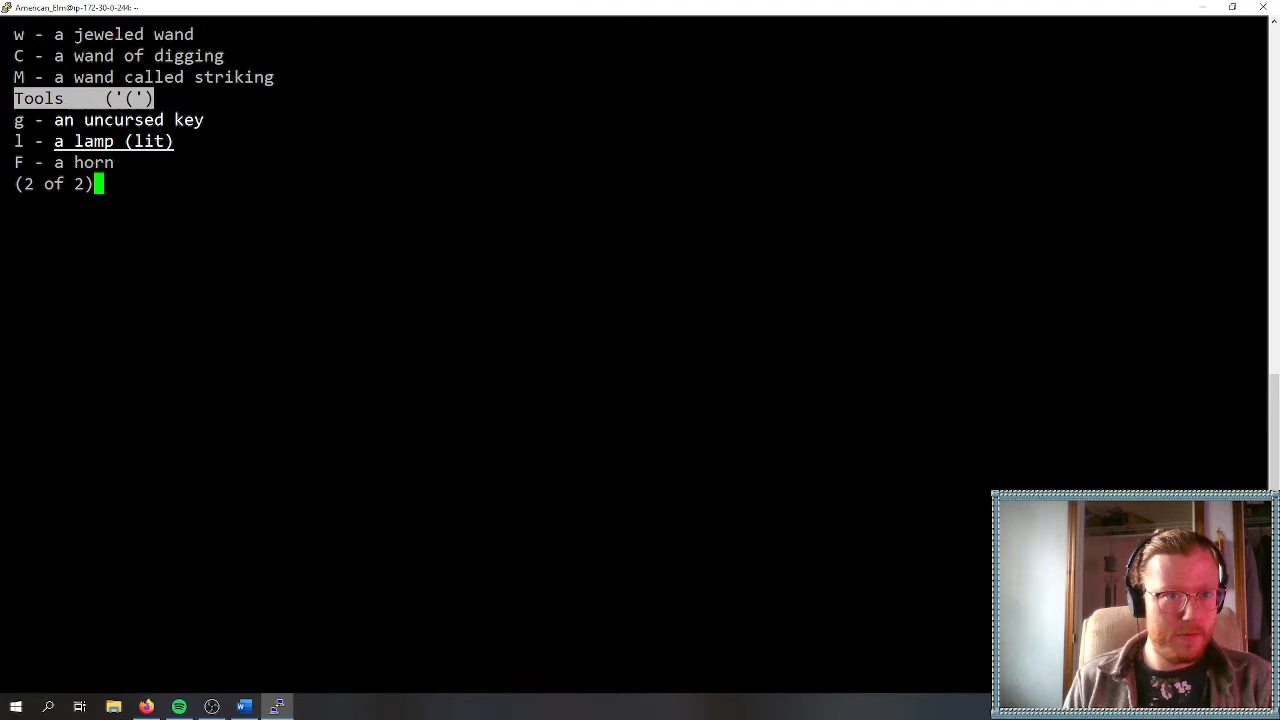 American_Elm@ip-172-30-0-244: ~
w - a jeweled wand
C - a wand of digging
M - a wand called striking
Tools    ('(')
g - an uncursed key
l - a lamp (lit)
F - a horn
(2 of 2)